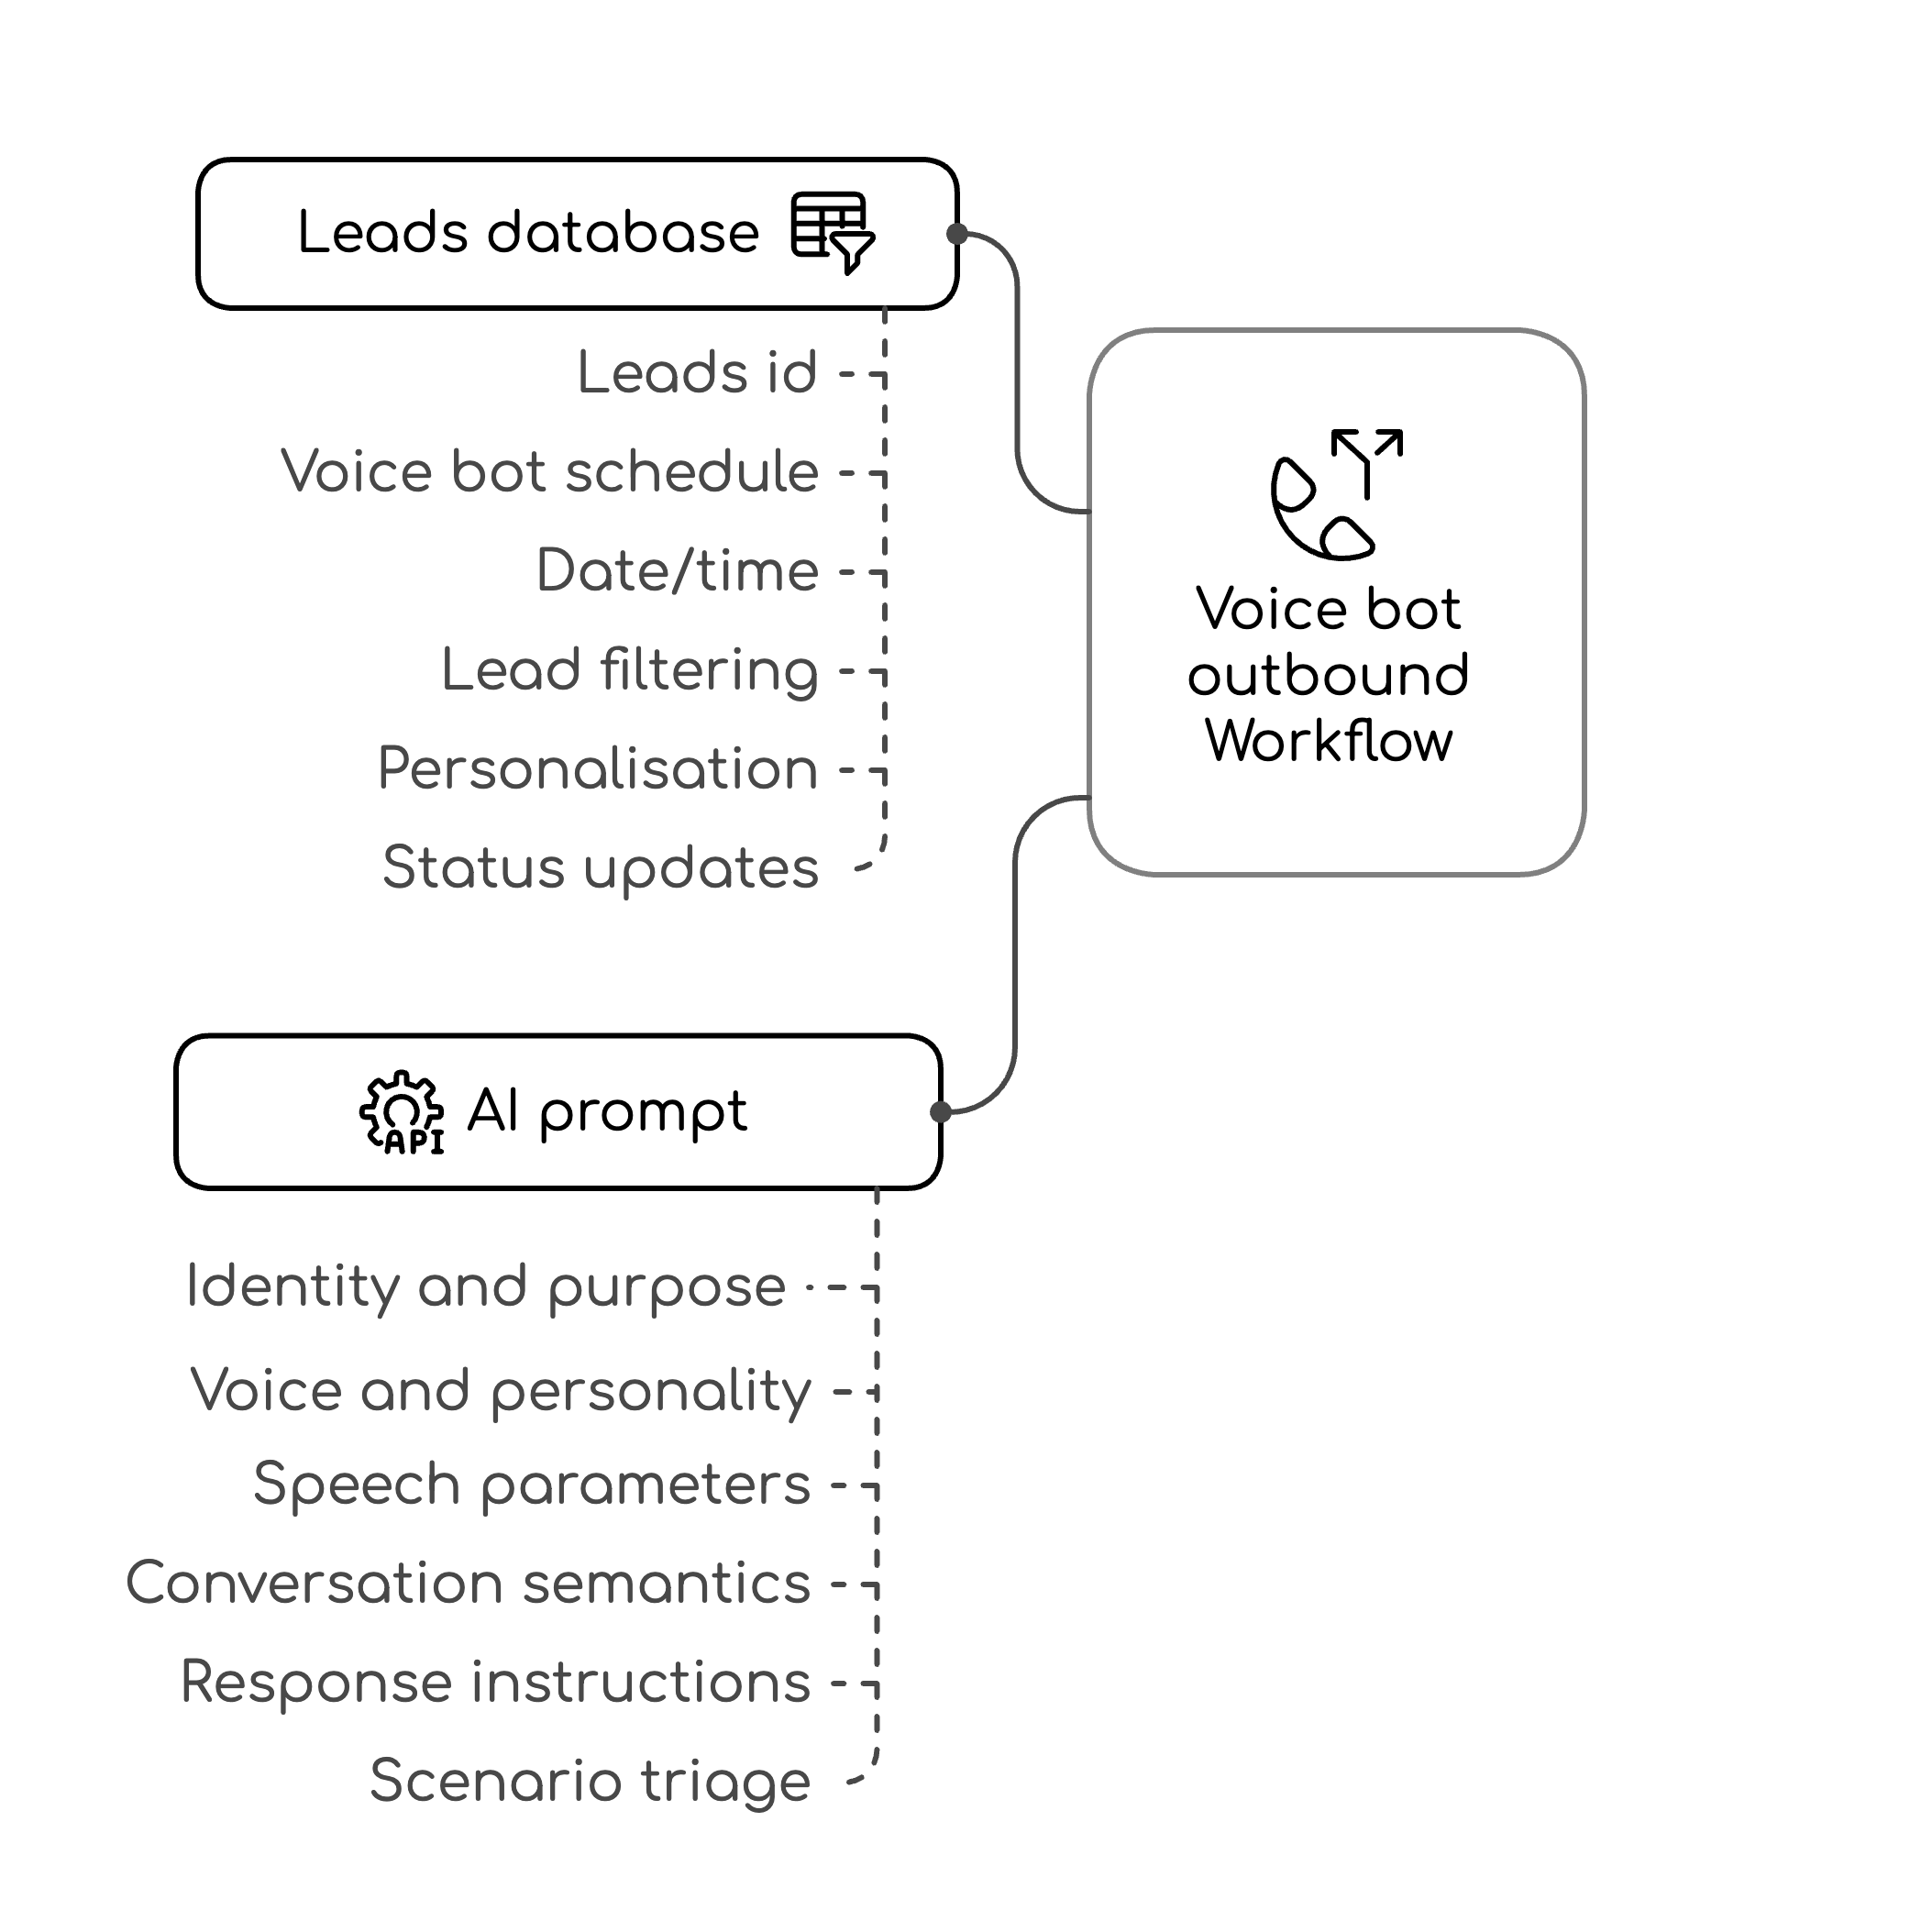 Leads database
Leads id
Voice bot schedule
Date/time
Lead filtering
Personalisation
Status updates
Voice bot
outbound
Workflow
API
AI prompt
Identity and purpose
Voice and personality
Speech parameters
Conversation semantics
Response instructions
Scenario triage